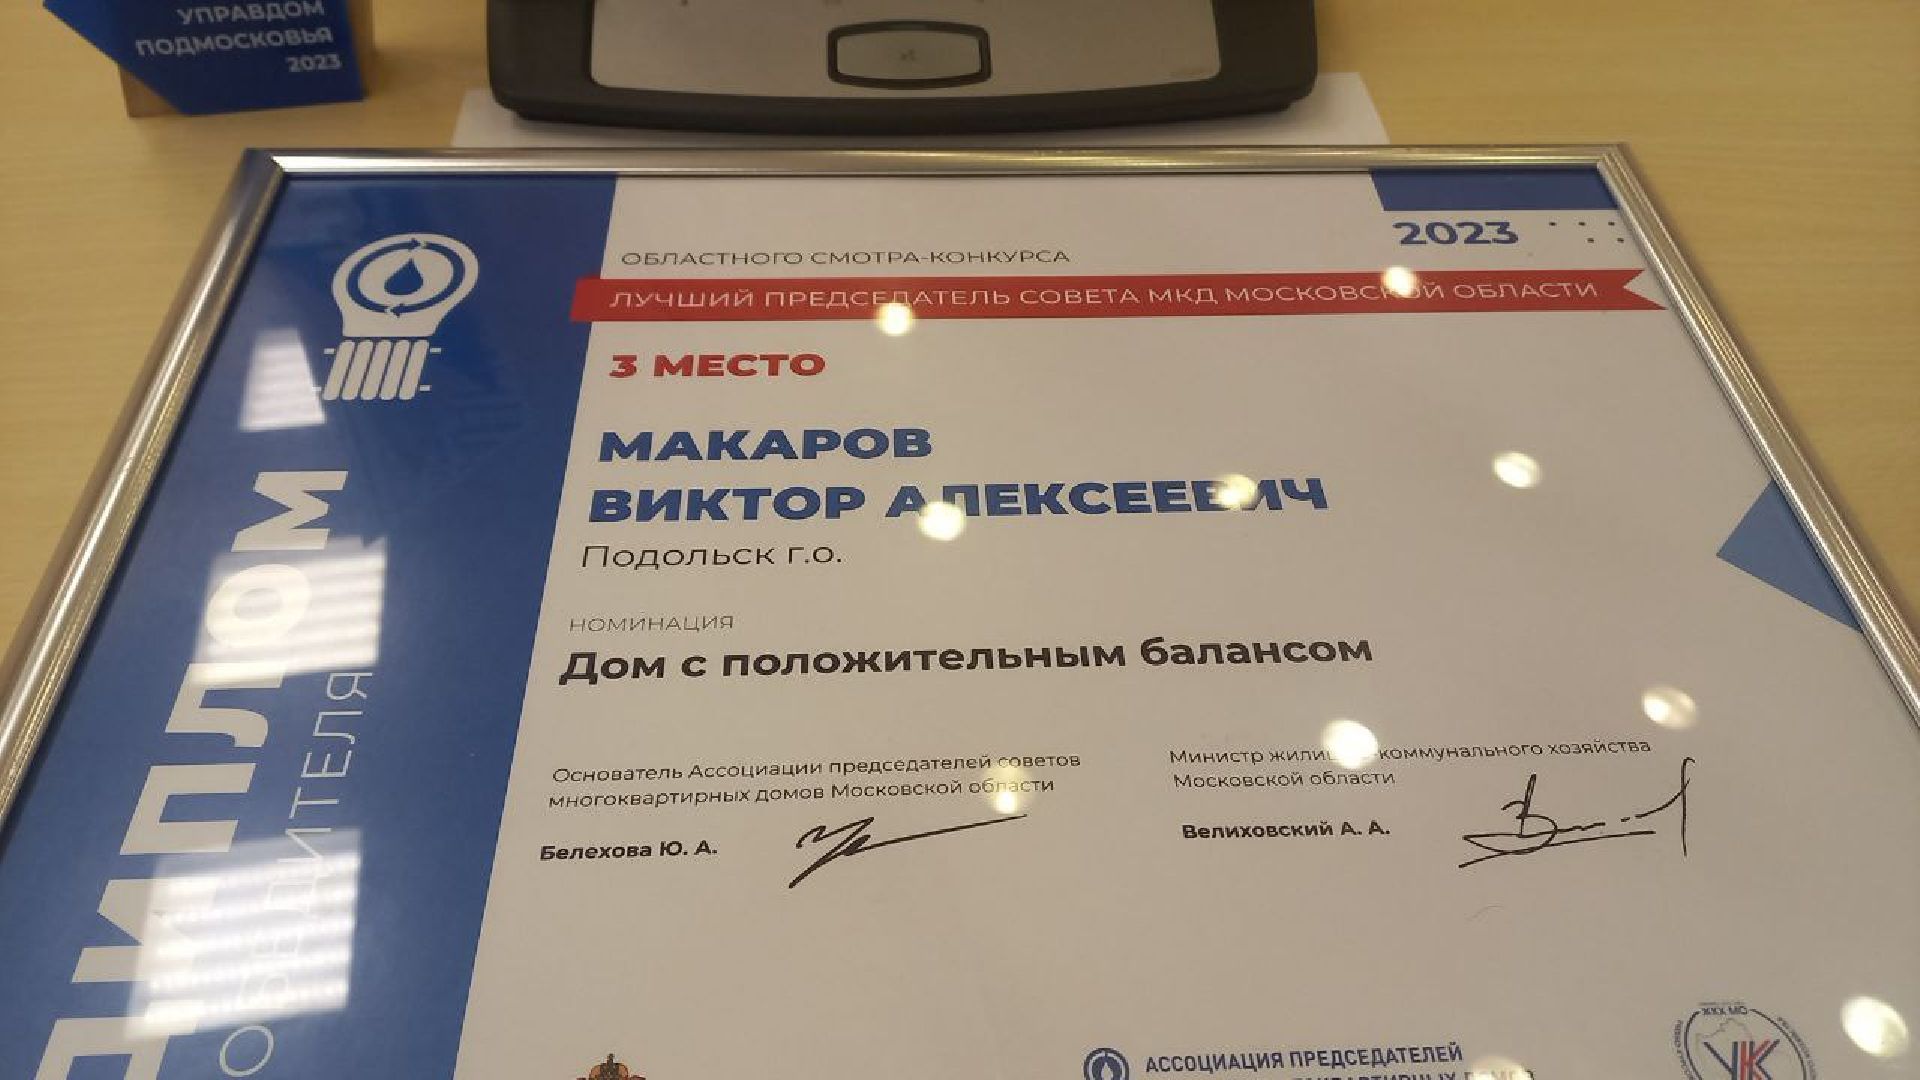 УПРАВДОМ
ПОДМОСКОВЬЯ
2023
2023
ОБЛАСТНОГО СМОТРА-КОНКУРСА
ЛУЧШИЙ ПРЕДСЕДАТЕЛЬ СОВЕТА МКД МОСКОВСКОЙ ОБЛАСТИ
3 МЕСТО
МАКАРОВ
ВИКТОР АЛЕКСЕЕВИЧ
Подольск г.о.
НОМИНАЦИЯ
Дом с положительным балансом
Основатель Ассоциации председателей советов
многоквартирных домов Московской области
Белехова Ю. А.
Министр жилищно-коммунального хозяйства
Московской области
Велиховский А. А.
ДИПЛОМ
ПОБЕДИТЕЛЯ
АССОЦИАЦИЯ ПРЕДСЕДАТЕЛЕЙ
ЖКХ МО